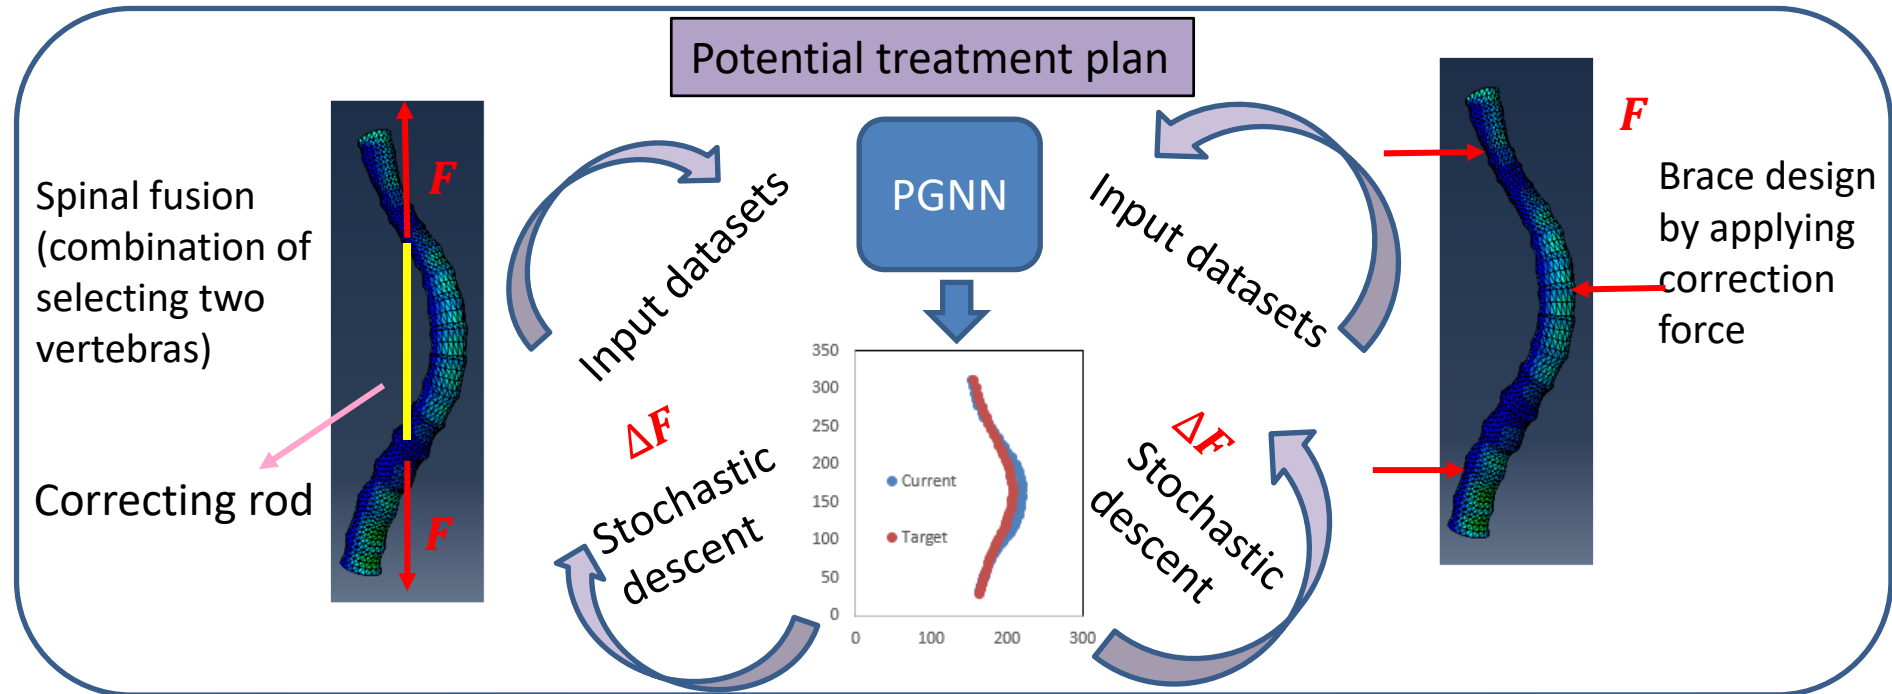 Potential treatment plan
Spinal fusion
(combination of
selecting two
vertebras)
Correcting rod
F
F
Input datasets
ΔF
Stochastic
descent
PGNN
350
300
250
200
150
100
50
0
0 100 200 300
Current
Target
Input datasets
ΔF
Stochastic
descent
F
Brace design
by applying
correction
force